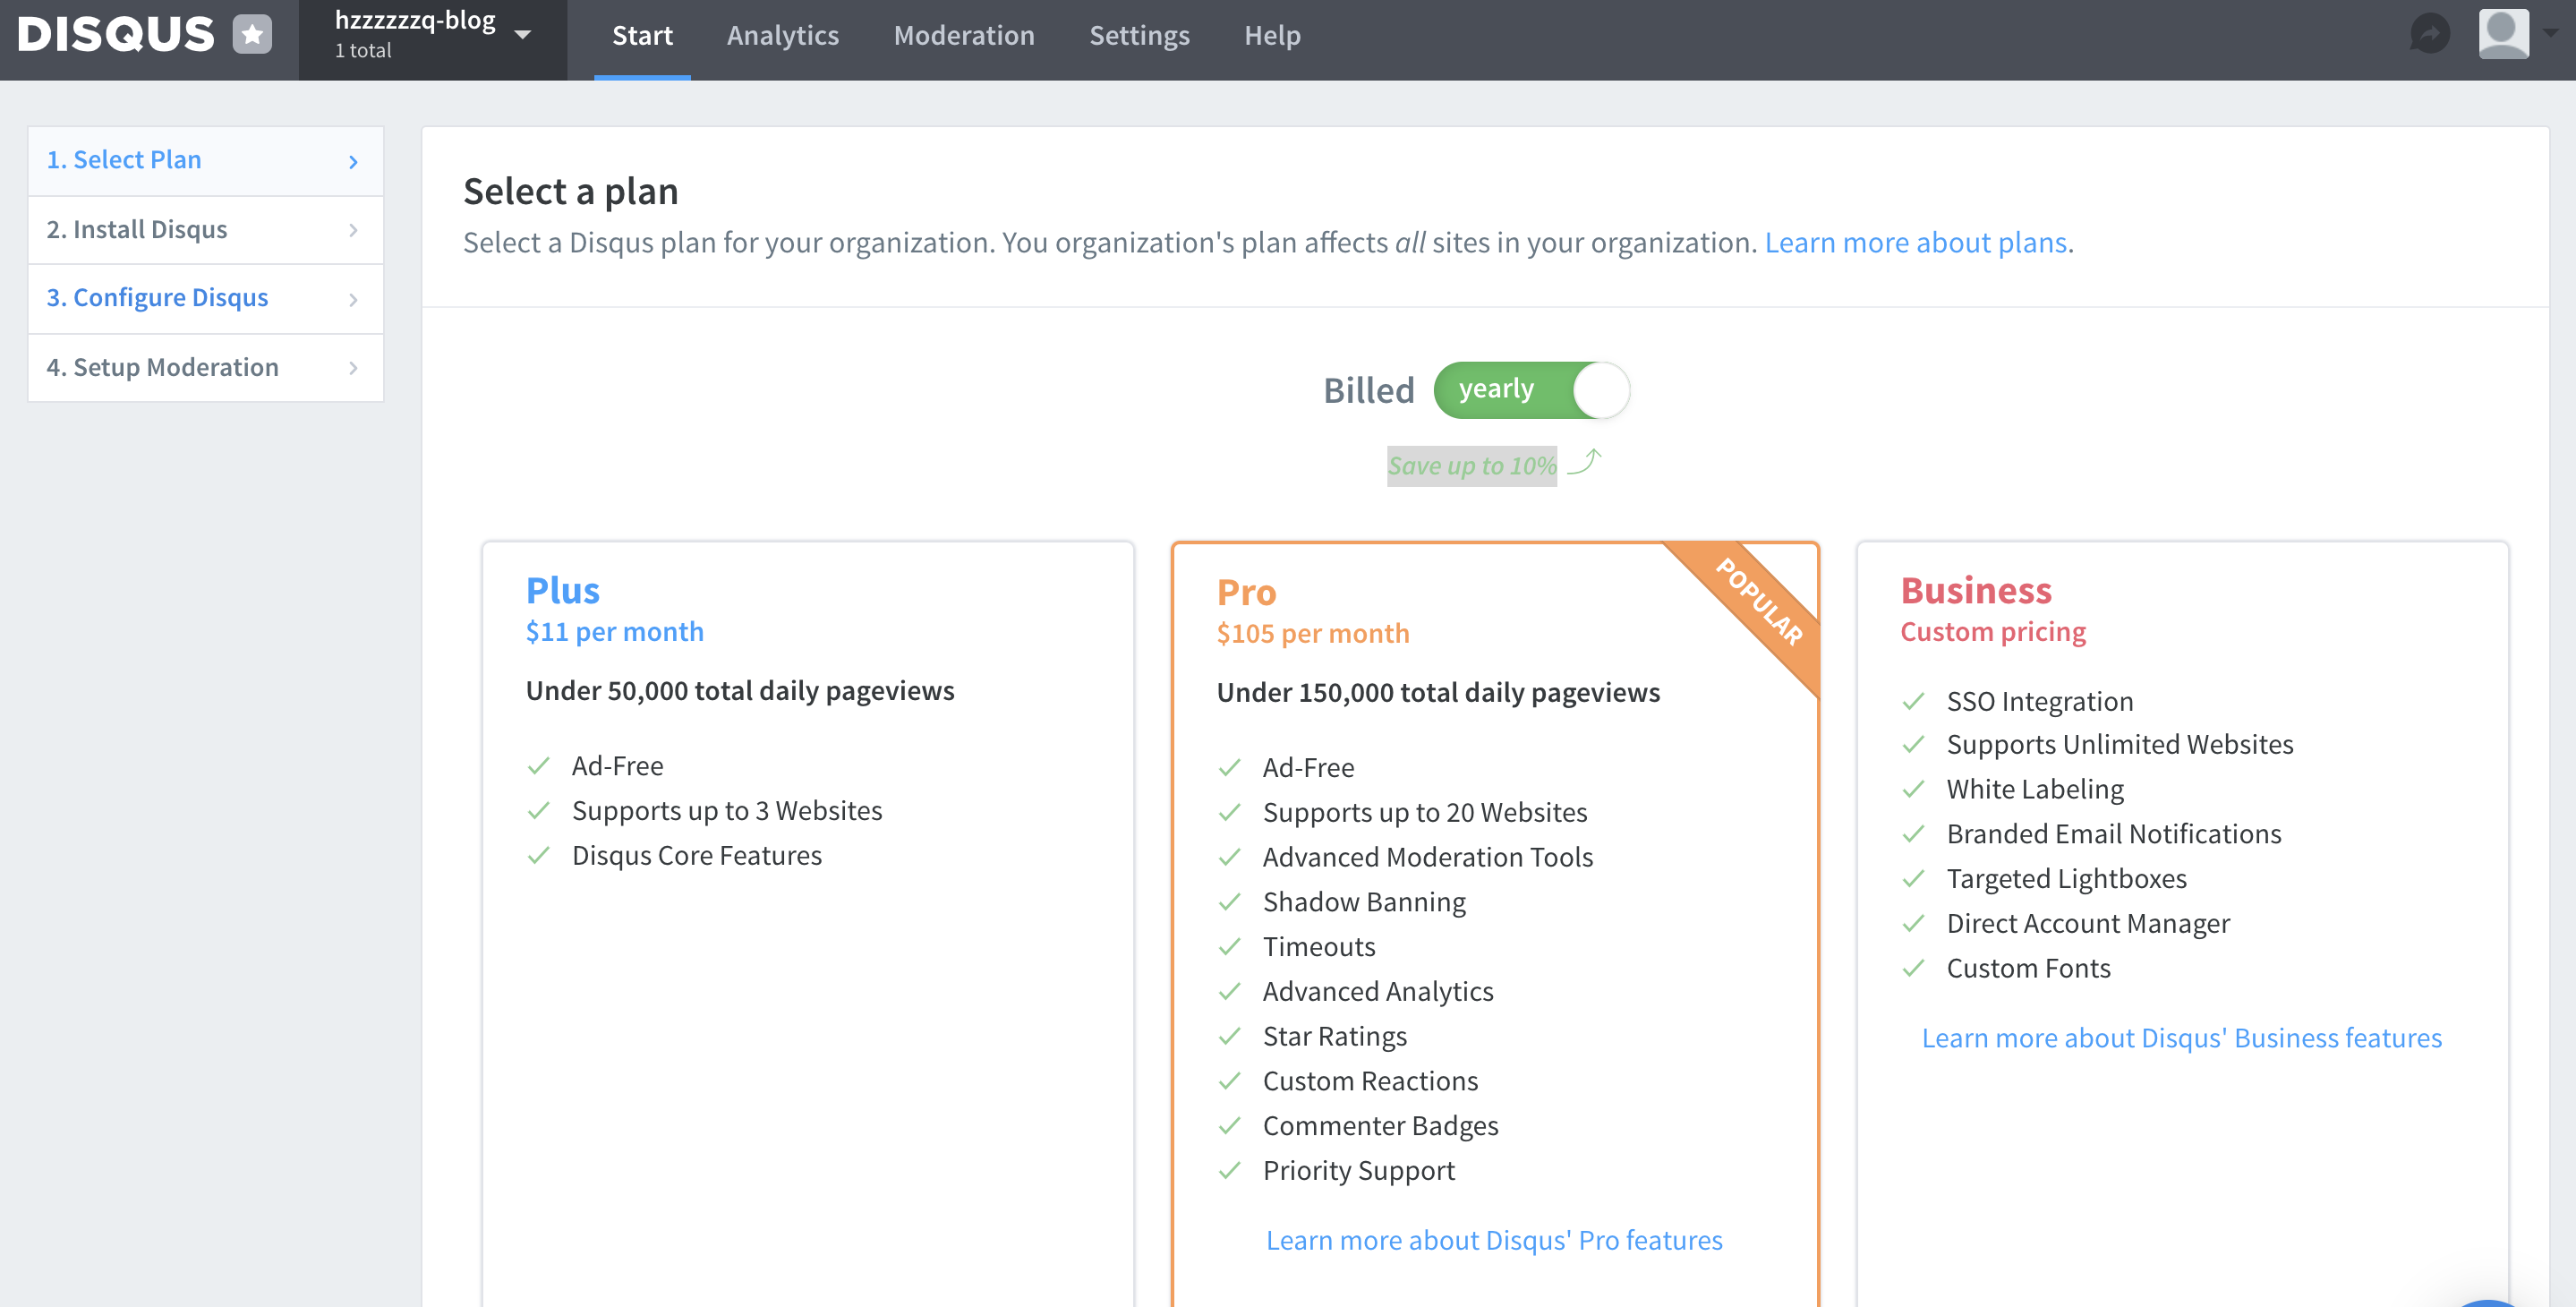 DISQUS
hzzzzzzq-blog
1 total
Start
Analytics
Moderation
Settings
Help
1. Select Plan
2. Install Disqus
3. Configure Disqus
4. Setup Moderation
Select a plan
Select a Disqus plan for your organization. You organization's plan affects all sites in your organization. Learn more about plans.
Billed yearly
Save up to 10%
Plus
$11 per month
Under 50,000 total daily pageviews
Ad-Free
Supports up to 3 Websites
Disqus Core Features
POPULAR
Pro
$105 per month
Under 150,000 total daily pageviews
Ad-Free
Supports up to 20 Websites
Advanced Moderation Tools
Shadow Banning
Timeouts
Advanced Analytics
Star Ratings
Custom Reactions
Commenter Badges
Priority Support
Learn more about Disqus' Pro features
Business
Custom pricing
SSO Integration
Supports Unlimited Websites
White Labeling
Branded Email Notifications
Targeted Lightboxes
Direct Account Manager
Custom Fonts
Learn more about Disqus' Business features